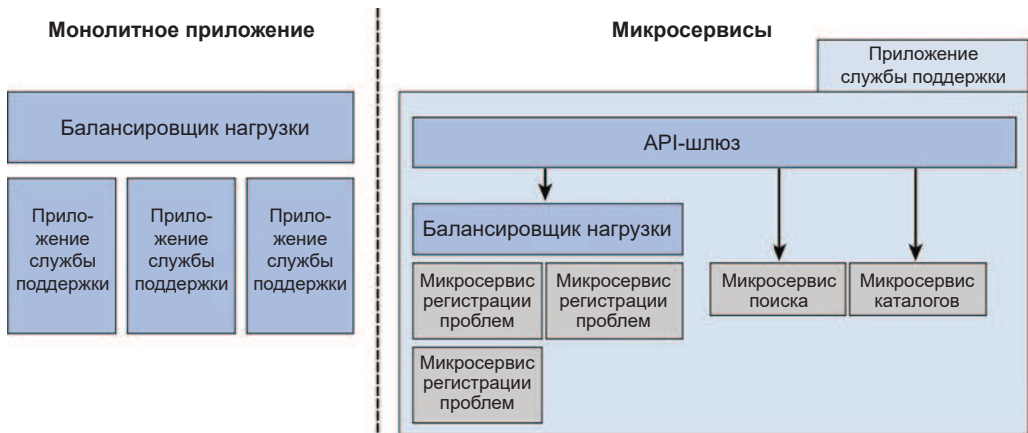 Монолитное приложение
Балансировщик нагрузки
Прило-
жение
службы
поддержки
Прило-
жение
службы
поддержки
Прило-
жение
службы
поддержки
Микросервисы
Приложение
службы поддержки
API-шлюз
Балансировщик нагрузки
Микросервис
регистрации
проблем
Микросервис
регистрации
проблем
Микросервис
регистрации
проблем
Микросервис
поиска
Микросервис
каталогов